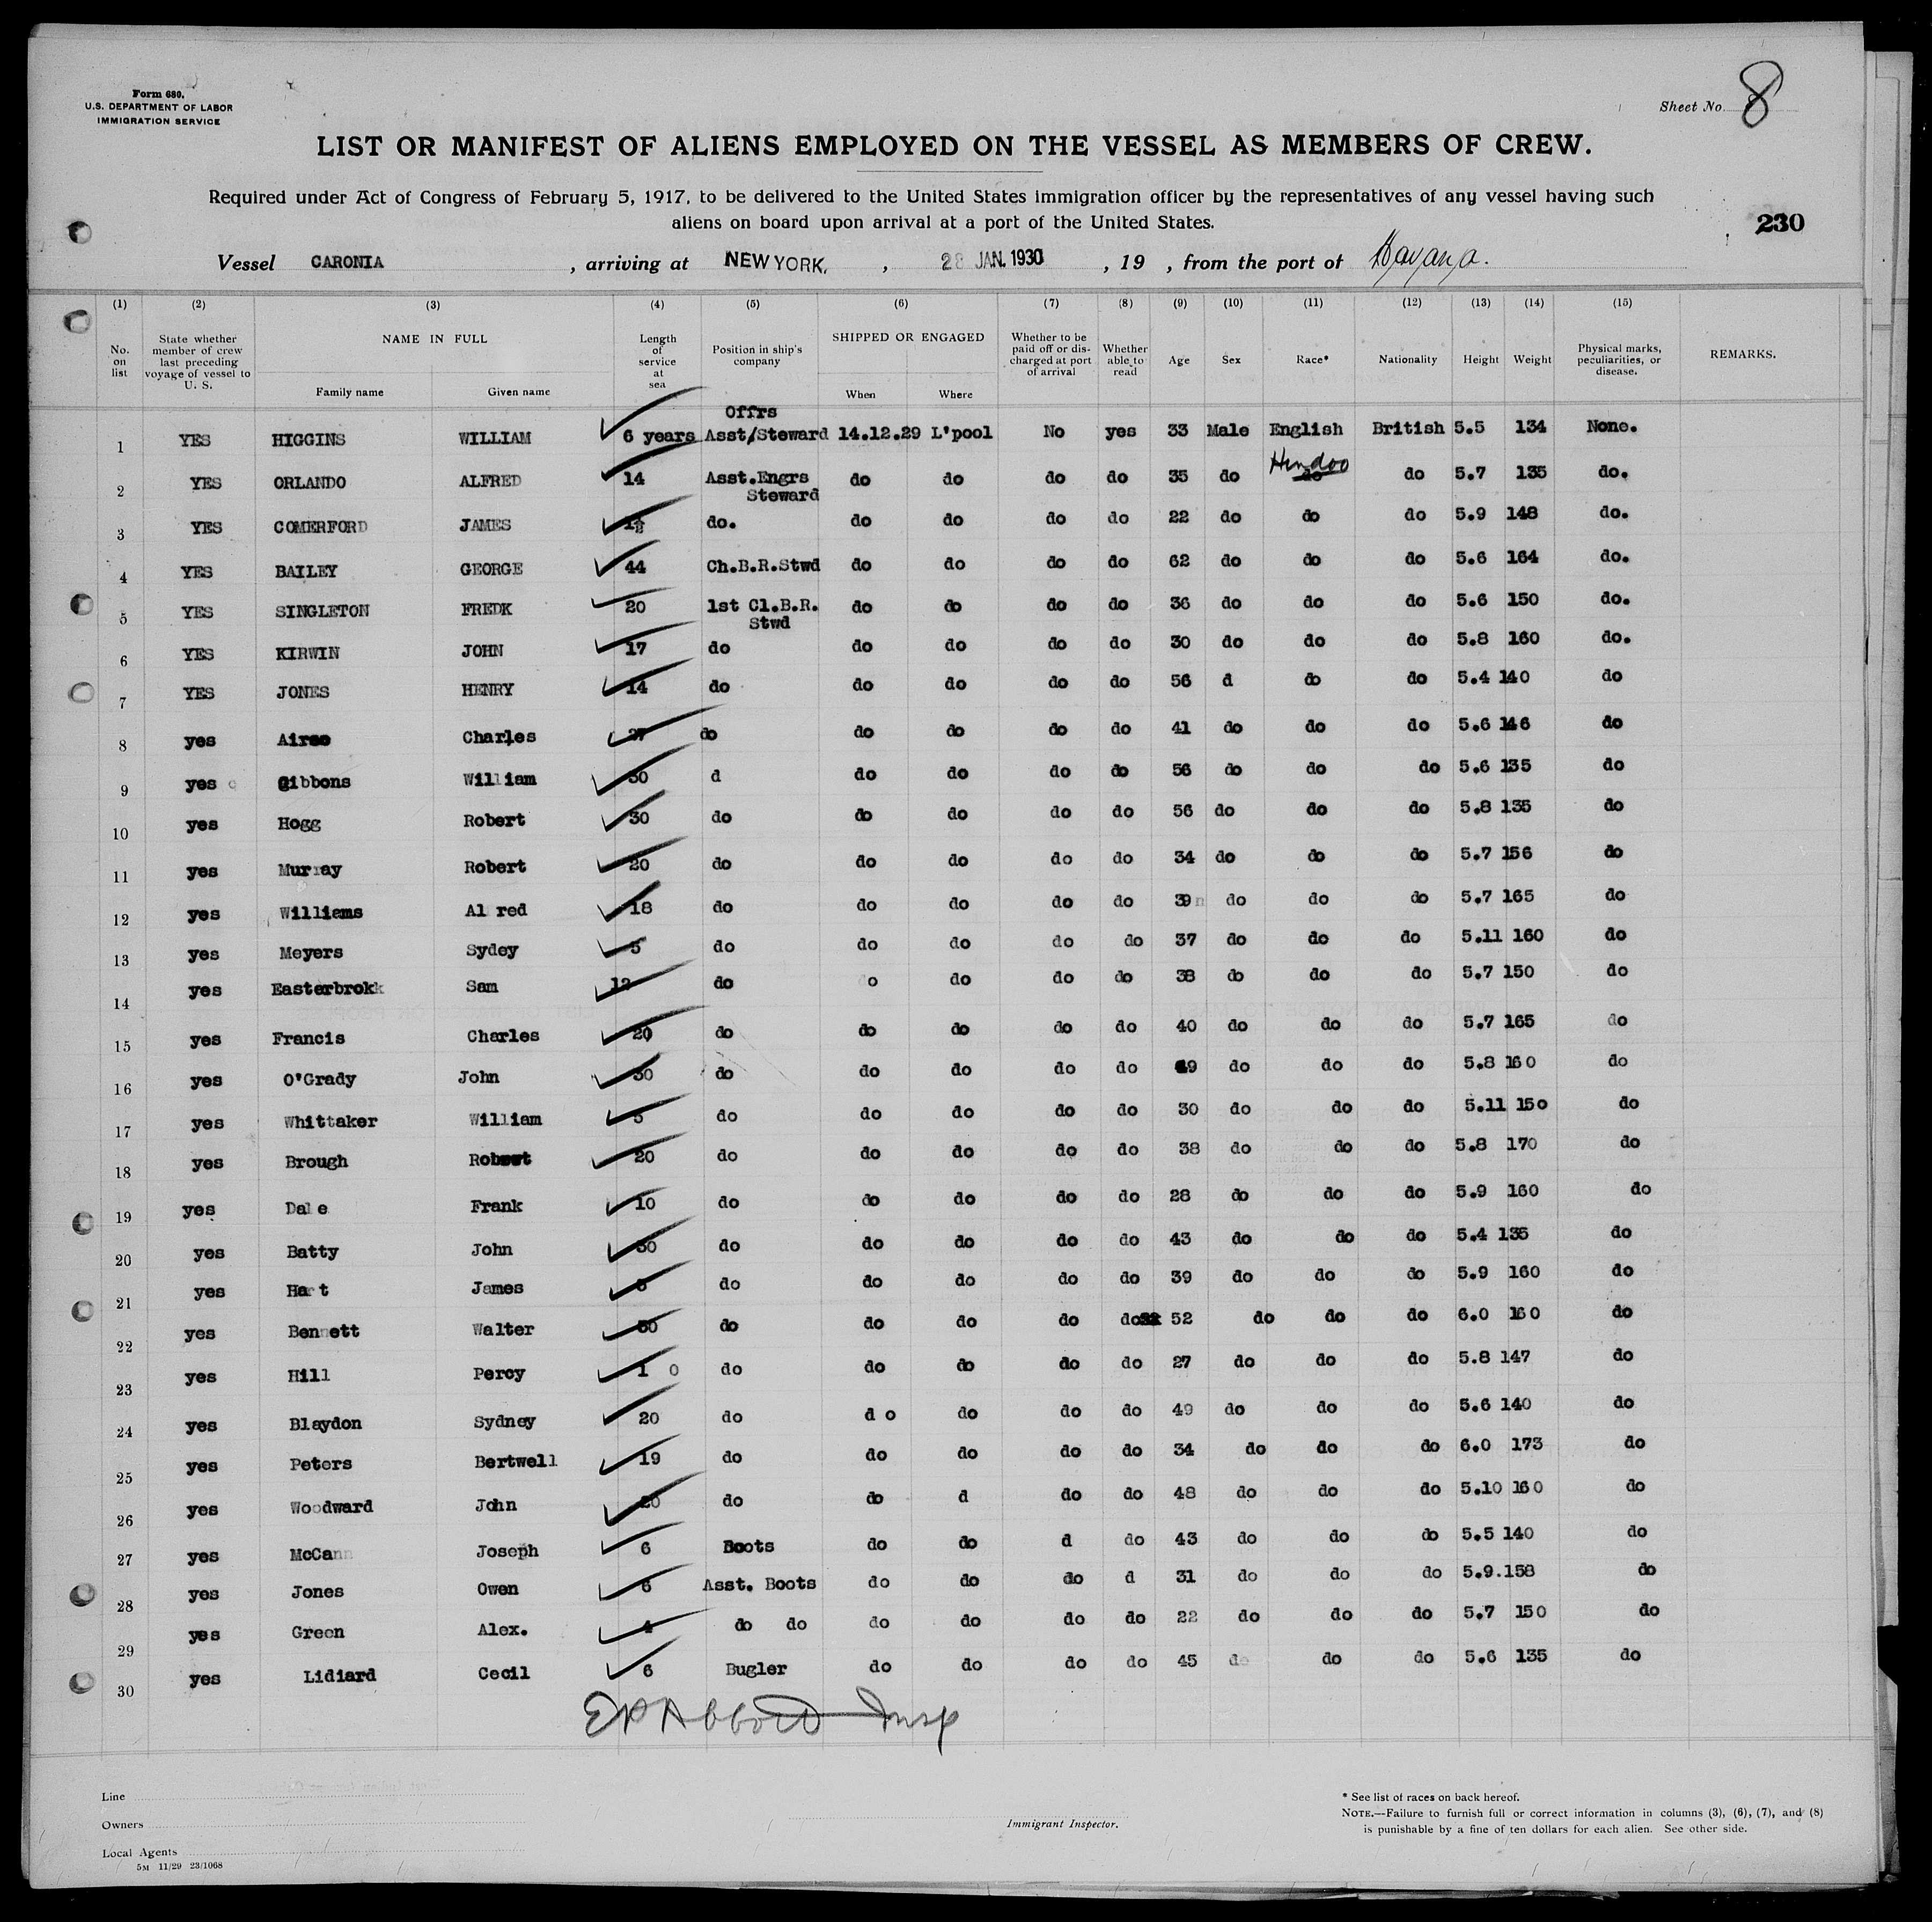 Form 680.
U.S. DEPARTMENT OF LABOR
IMMIGRATION SERVICE
Sheet No. 8
LIST OR MANIFEST OF ALIENS EMPLOYED ON THE VESSEL AS MEMBERS OF CREW.
Required under Act of Congress of February 5, 1917, to be delivered to the United States immigration officer by the representatives of any vessel having such
aliens on board upon arrival at a port of the United States.
230
Vessel CARONIA , arriving at NEW YORK, , 28 JAN. 1930 , 19 , from the port of Havana.
(1) (2) (3) (4) (5) (6) (7) (8) (9) (10) (11) (12) (13) (14) (15)
No. on list State whether member of crew last preceding voyage of vessel to U. S. NAME IN FULL Family name Given name Length of service at sea Position in ship's company SHIPPED OR ENGAGED When Where Whether to be paid off or discharged at port of arrival Whether able to read Age Sex Race* Nationality Height Weight Physical marks, peculiarities, or disease. REMARKS.
Offrs
1 YES HIGGINS WILLIAM 6 years Asst/Steward 14.12.29 L'pool No yes 33 Male English British 5.5 134 None.
Hindoo
2 YES ORLANDO ALFRED 14 Asst.Engrs do do do do 35 do do do 5.7 135 do.
Steward
3 YES COMERFORD JAMES 1½ do. do do do do 22 do do do 5.9 148 do.
4 YES BAILEY GEORGE 44 Ch.B.R.Stwd do do do do 62 do do do 5.6 164 do.
5 YES SINGLETON FREDK 20 1st Cl.B.R. do do do do 36 do do do 5.6 150 do.
Stwd
6 YES KIRWIN JOHN 17 do do do do do 30 do do do 5.8 160 do.
7 YES JONES HENRY 14 do do do do do 56 d do do 5.4 140 do
8 yes Charles 27 do do do do do 41 do do do 5.6 146 do
9 yes Gibbons William 30 d do do do do 56 do do do 5.6 135 do
10 yes Hogg Robert 30 do do do do do 56 do do do 5.8 135 do
11 yes Murray Robert 20 do do do do do 34 do do do 5.7 156 do
12 yes Williams Al red 18 do do do do do 39 do do do 5.7 165 do
13 yes Meyers Sydey 5 do do do do do 37 do do do 5.11 160 do
14 yes Easterbrokk Sam 12 do o do do do 38 do do do 5.7 150 do
15 yes Francis Charles 20 do do do do do 40 do do do 5.7 165 do
16 yes O'Grady John 30 do do do do do 49 do do do 5.8 160 do
17 yes Whittaker William 5 do do do do do 30 do do do 5.11 150 do
18 yes Brough Robert 20 do do do do do 38 do do do 5.8 170 do
19 yes Dale Frank 10 do do do do do 28 do do do 5.9 160 do
20 yes Batty John 30 do do do do do 43 do do do 5.4 135 do
21 yes Hart James do do do do do 39 do do do 5.9 160 do
22 yes Bennett Walter 30 do do do do do 52 do do do 6.0 160 do
23 yes Hill Percy 1 0 do do do do do 27 do do do 5.8 147 do
24 yes Blaydon Sydney 20 do d o do do do 49 do do do 5.6 140 do
25 yes Peters Bertwell 19 do do do do do 34 do do do 6.0 173 do
26 yes Woodward John 20 do do d do do 48 do do do 5.10 160 do
27 yes McCann Joseph 6 Boots do do d do 43 do do do 5.5 140 do
28 yes Jones Owen 6 Asst. Boots do do do d 31 do do do 5.9.158 do
29 yes Green Alex. 4 do do do do do do 22 do do do 5.7 150 do
30 yes Lidiard Cecil 6 Bugler do do do do 45 do do do 5.6 135 do
E P Abbott Insp
Line
Owners
Local Agents
5M 11/29 23/1068
Immigrant Inspector.
* See list of races on back hereof.
NOTE.—Failure to furnish full or correct information in columns (3), (6), (7), and (8)
is punishable by a fine of ten dollars for each alien. See other side.